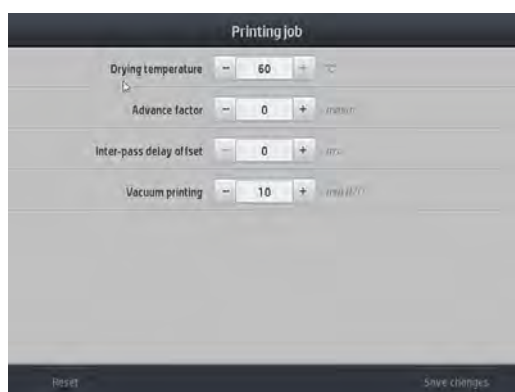 Printing job
Drying temperature - 60 + °C
Advance factor - 0 +
Inter-pass delay offset - 0 + ms
Vacuum printing - 10 +
Reset
Save changes